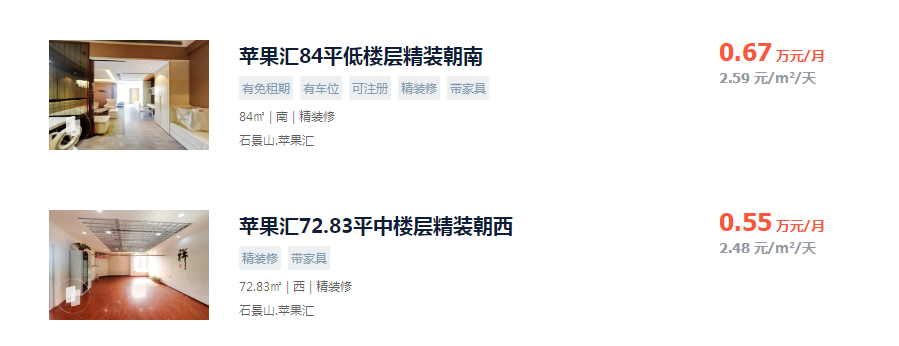 苹果汇84平低楼层精装朝南
0.67 万元/月
有免租期 有车位 可注册 精装修 带家具
2.59 元/m²/天
84㎡ | 南 | 精装修
石景山.苹果汇
苹果汇72.83平中楼层精装朝西
0.55 万元/月
精装修 带家具
2.48 元/m²/天
72.83㎡ | 西 | 精装修
石景山.苹果汇
祥